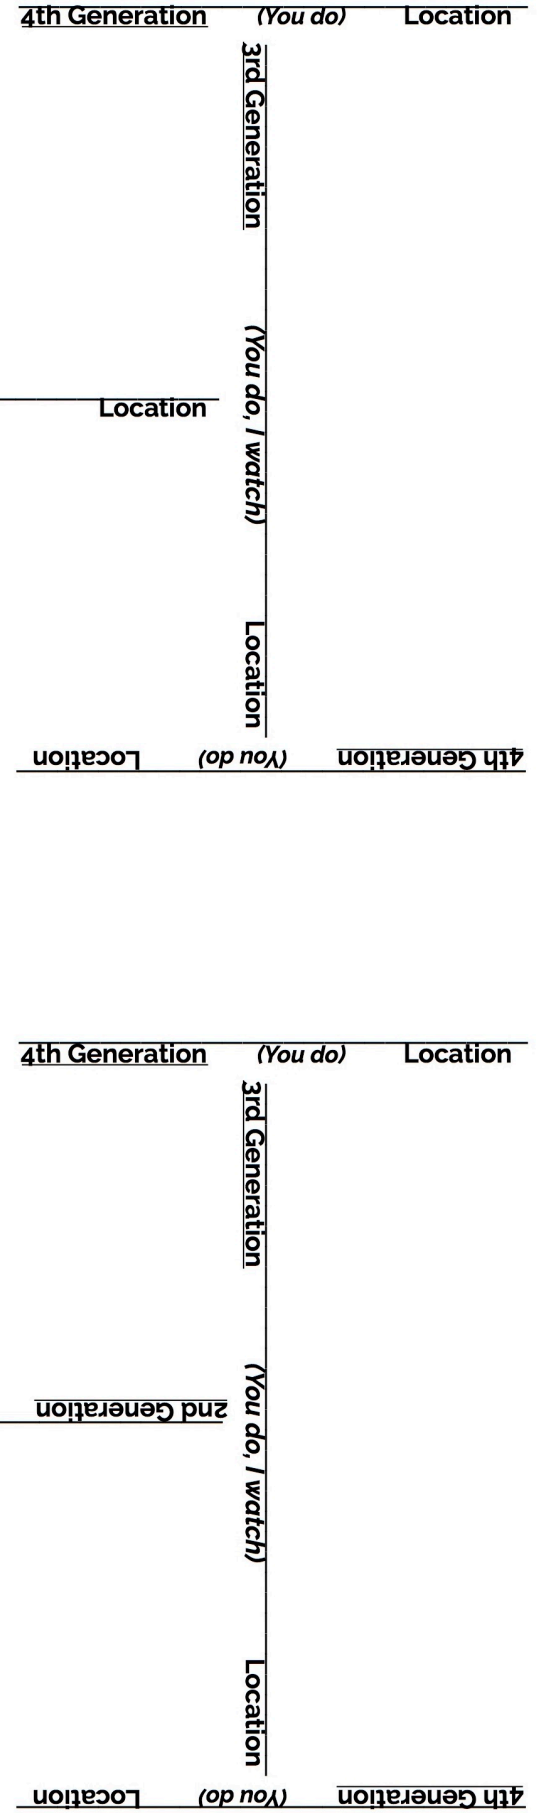 4th Generation (You do) Location
3rd Generation (You do, I watch) Location
Location
4th Generation (You do) Location
4th Generation (You do) Location
3rd Generation (You do, I watch) Location
2nd Generation
4th Generation (You do) Location